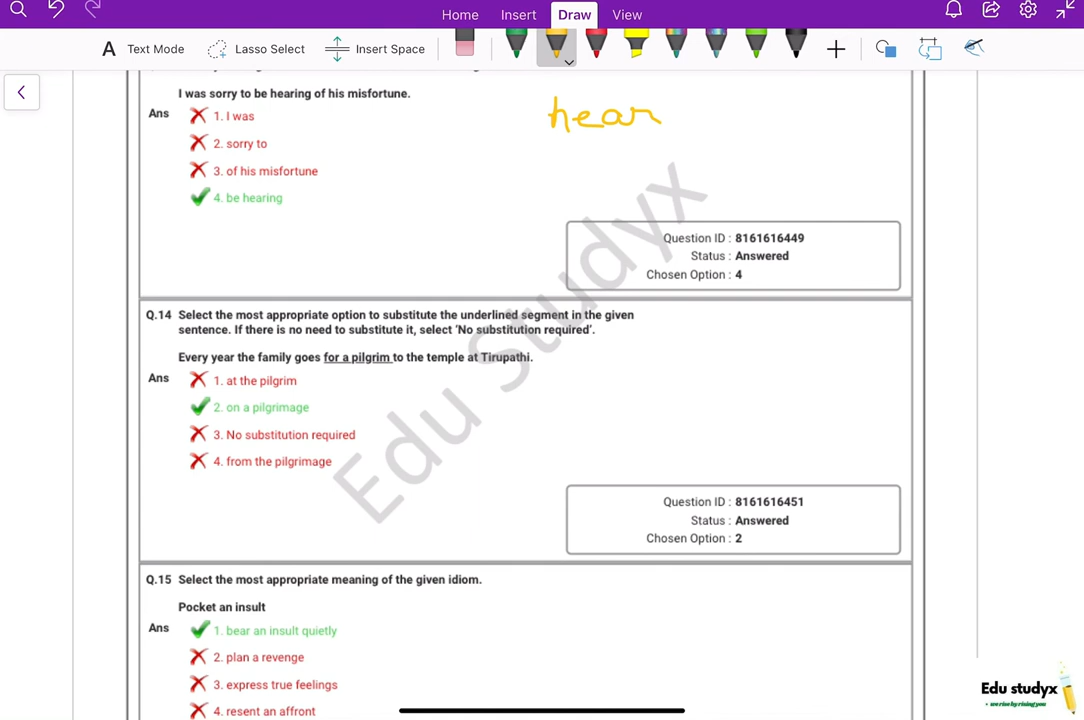 Home Insert Draw View
Text Mode Lasso Select Insert Space
I was sorry to be hearing of his misfortune.
hear
Ans 1. I was
2. sorry to
3. of his misfortune
4. be hearing
Question ID : 8161616449
Status : Answered
Chosen Option : 4
Q.14 Select the most appropriate option to substitute the underlined segment in the given
sentence. If there is no need to substitute it, select ‘No substitution required’.
Every year the family goes for a pilgrim to the temple at Tirupathi.
Ans 1. at the pilgrim
2. on a pilgrimage
3. No substitution required
4. from the pilgrimage
Question ID : 8161616451
Status : Answered
Chosen Option : 2
Q.15 Select the most appropriate meaning of the given idiom.
Pocket an insult
Ans 1. bear an insult quietly
2. plan a revenge
3. express true feelings
4. resent an affront
Edu Studyx
Edu studyx
we rise by rising you